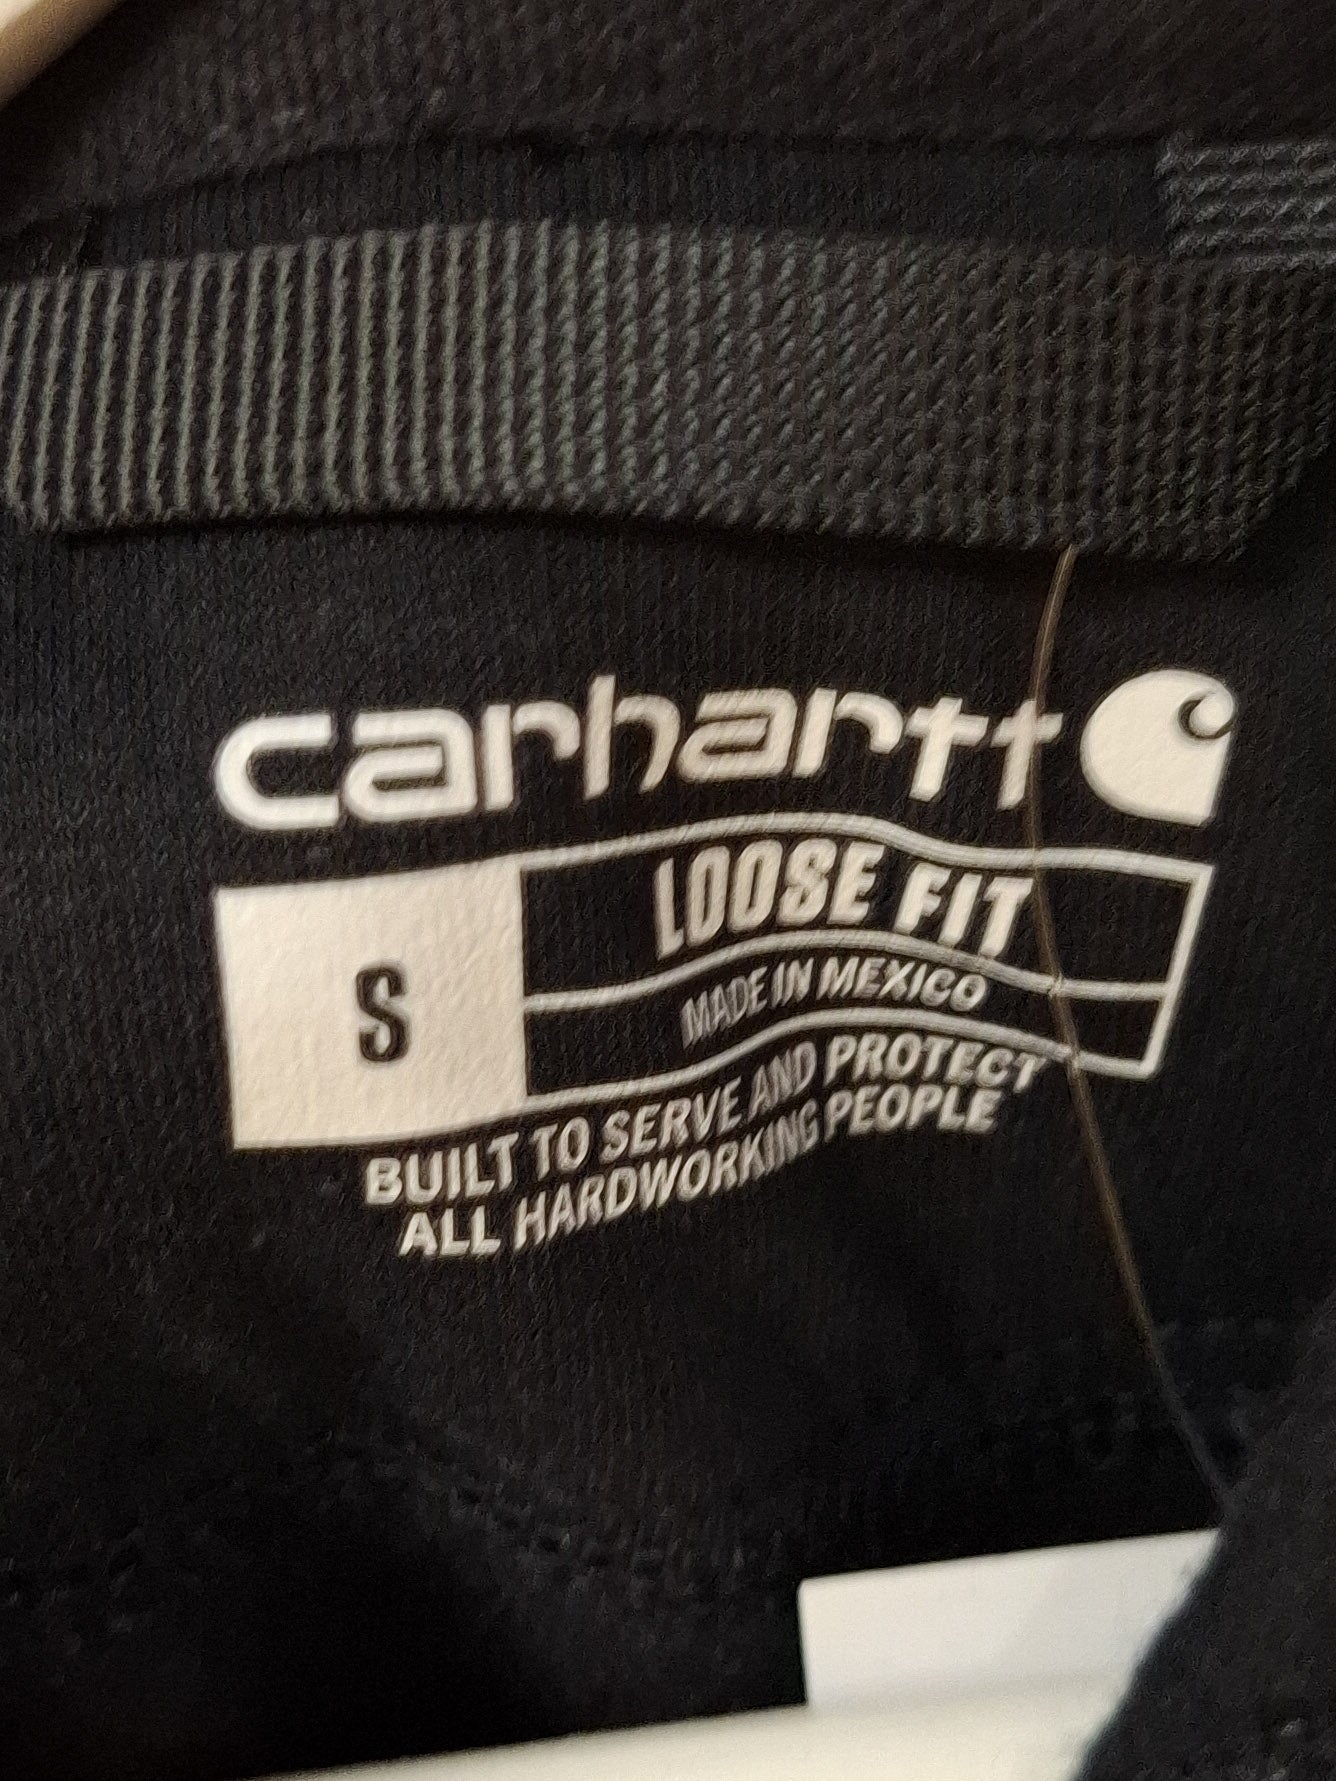 carhartt
S
LOOSE FIT
MADE IN MEXICO
BUILT TO SERVE AND PROTECT
ALL HARDWORKING PEOPLE